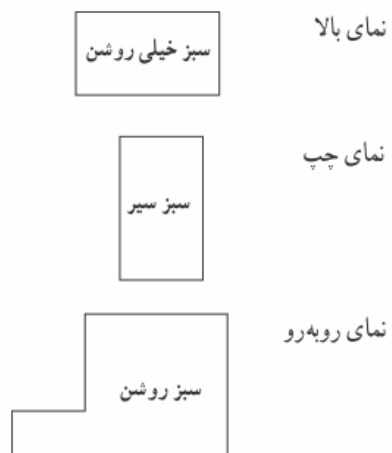 نمای بالا
سبز خیلی روشن
نمای چپ
سبز سیر
نمای روبه‌رو
سبز روشن